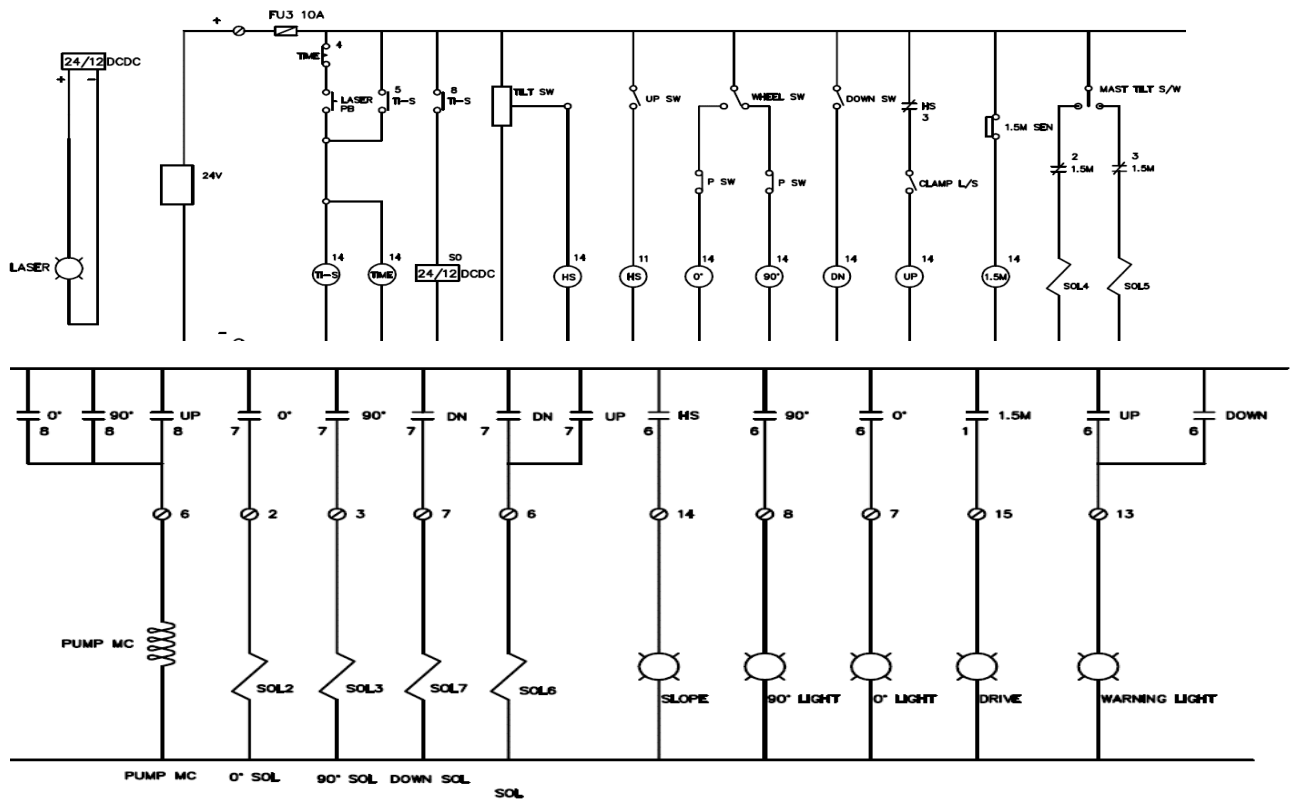 FU3 10A
+
24/12 DCDC
+ -
TIME 4
LASER PB
5 TI-S
8 TI-S
TILT SW
UP SW
WHEEL SW
DOWN SW
HS 3
1.5M SEN
MAST TILT S/W
24V
P SW
P SW
CLAMP L/S
2 1.5M
3 1.5M
LASER
14 TI-S
14 TIME
S0 24/12 DCDC
14 HS
11 HS
14 0°
14 90°
14 DN
14 UP
14 1.5M
SOL4
SOL5
-
0° 8
90° 8
UP 8
0° 7
90° 7
DN 7
DN 7
UP 7
HS 6
90° 6
0° 6
1.5M 1
UP 6
DOWN 6
6
2
3
7
6
14
8
7
15
13
PUMP MC
SOL2
SOL3
SOL7
SOL6
SLOPE
90° LIGHT
0° LIGHT
DRIVE
WARNING LIGHT
PUMP MC
0° SOL
90° SOL
DOWN SOL
SOL